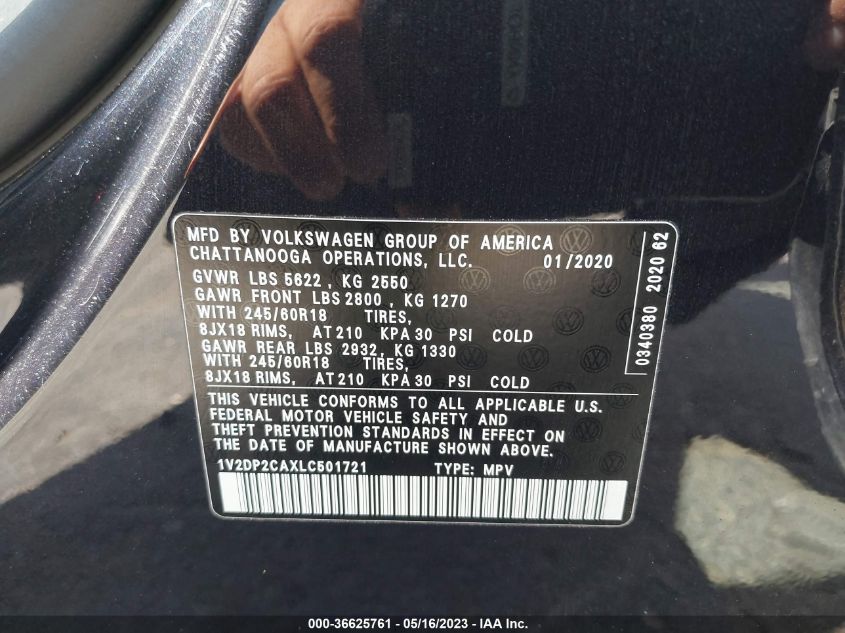 MFD BY VOLKSWAGEN GROUP OF AMERICA
CHATTANOOGA OPERATIONS, LLC. 01/2020
GVWR LBS 5622 , KG 2550
GAWR FRONT LBS 2800 , KG 1270
WITH 245/60R18 TIRES,
8JX18 RIMS, AT 210 KPA 30 PSI COLD
GAWR REAR LBS 2932, KG 1330
WITH 245/60R18 TIRES,
8JX18 RIMS, AT 210 KPA 30 PSI COLD
THIS VEHICLE CONFORMS TO ALL APPLICABLE U.S.
FEDERAL MOTOR VEHICLE SAFETY AND
THEFT PREVENTION STANDARDS IN EFFECT ON
THE DATE OF MANUFACTURE SHOWN ABOVE.
1V2DP2CAXLC501721 TYPE: MPV
0340380 2020 62
000-36625761 - 05/16/2023 - IAA Inc.